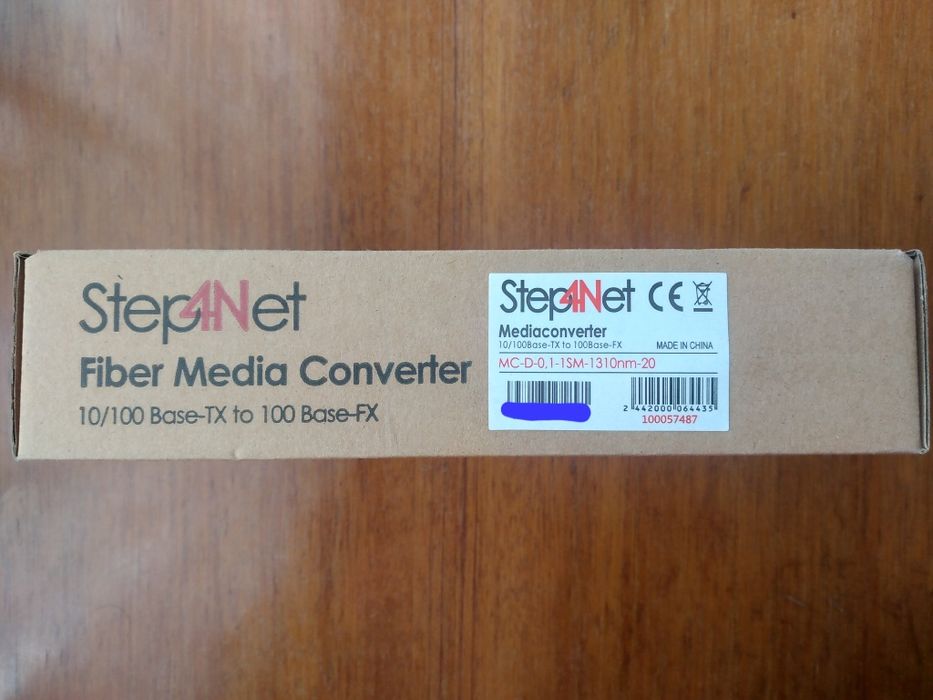 Step4Net
Fiber Media Converter
10/100 Base-TX to 100 Base-FX
Step4Net CE
Mediaconverter
10/100Base-TX to 100Base-FX MADE IN CHINA
MC-D-0,1-1SM-1310nm-20
2 442000 064435
100057487